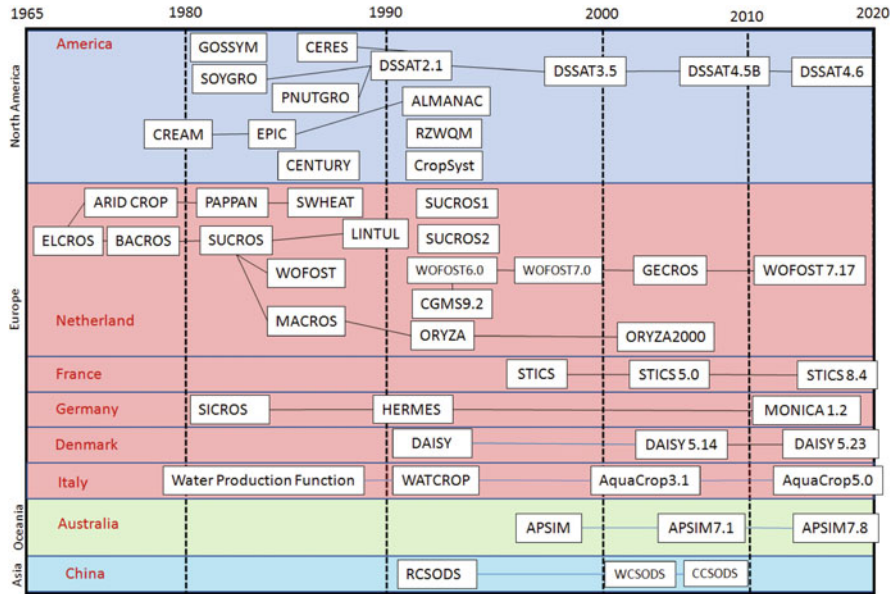 1965 1980 1990 2000 2010 2020
North America
America
GOSSYM CERES
DSSAT2.1 DSSAT3.5 DSSAT4.5B DSSAT4.6
SOYGRO
PNUTGRO
ALMANAC
CREAM EPIC RZWQM
CENTURY CropSyst
Europe
ARID CROP PAPPAN SWHEAT SUCROS1
ELCROS BACROS SUCROS LINTUL SUCROS2
WOFOST WOFOST6.0 WOFOST7.0 GECROS WOFOST 7.17
CGMS9.2
Netherland
MACROS ORYZA ORYZA2000
France STICS STICS 5.0 STICS 8.4
Germany SICROS HERMES MONICA 1.2
Denmark DAISY DAISY 5.14 DAISY 5.23
Italy Water Production Function WATCROP AquaCrop3.1 AquaCrop5.0
Oceania
Australia APSIM APSIM7.1 APSIM7.8
Asia
China RCSODS WCSODS CCSODS